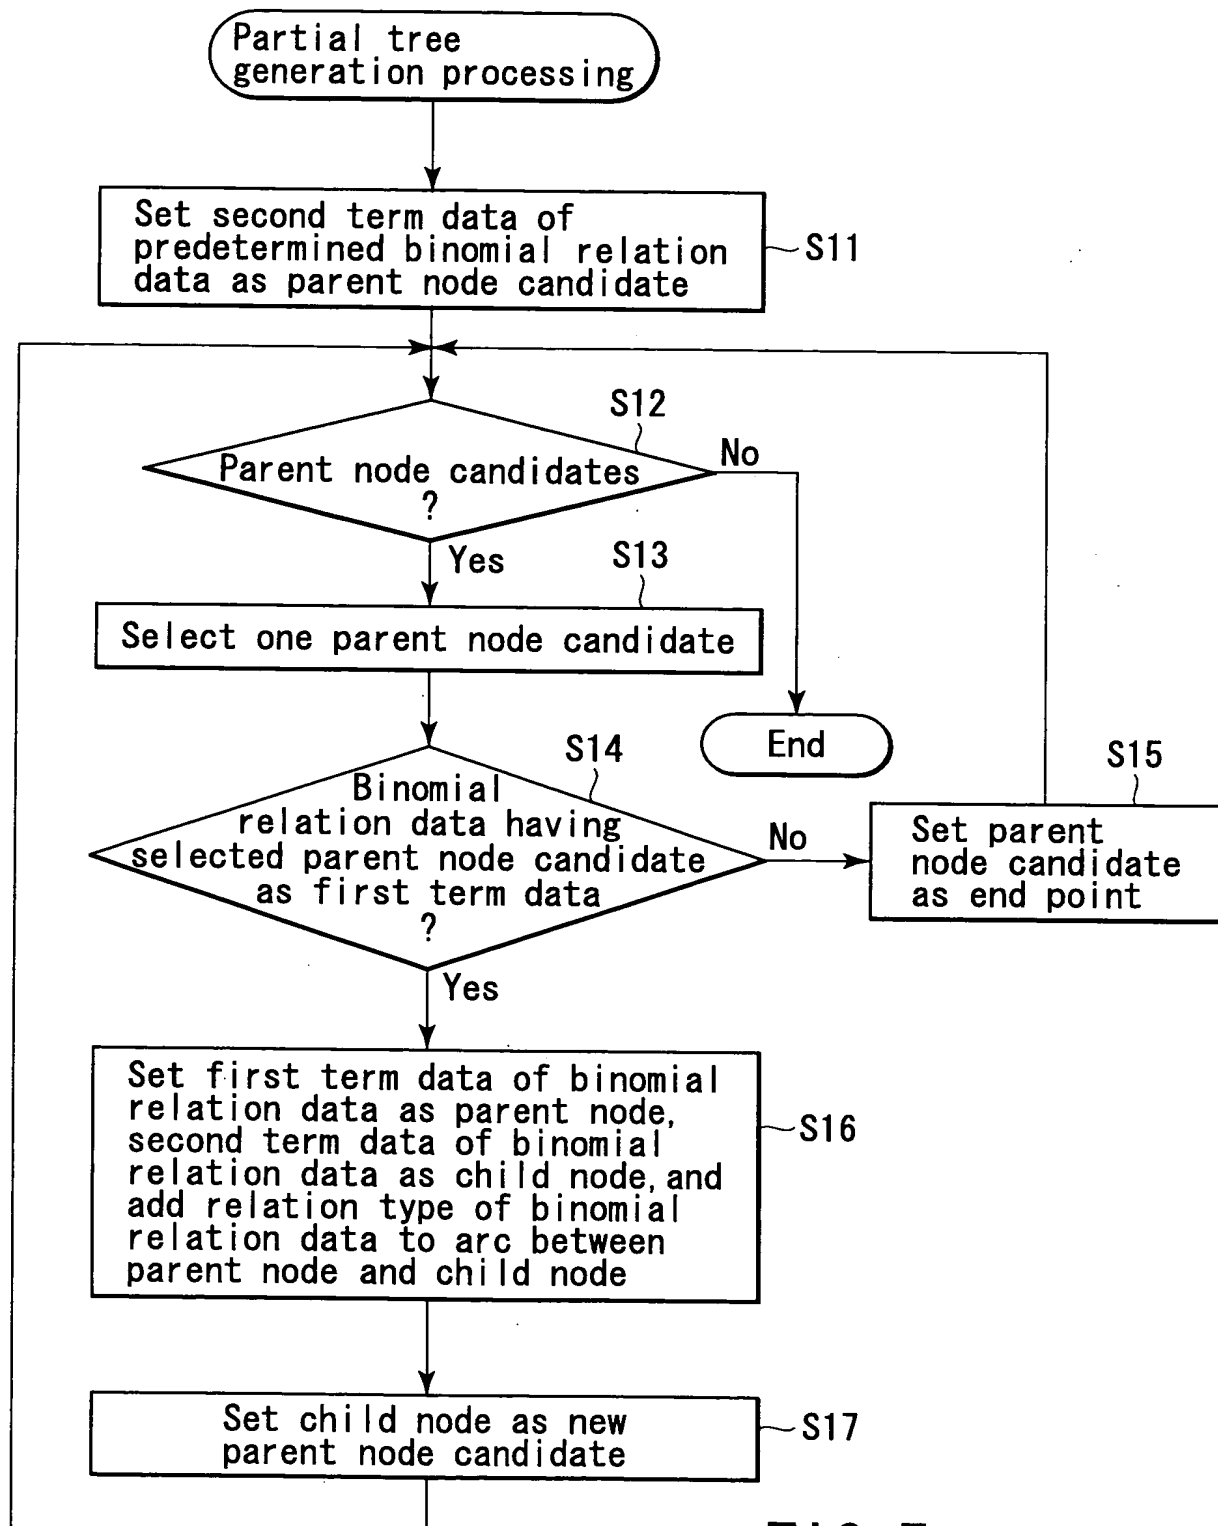 Partial tree
generation processing
Set second term data of
predetermined binomial relation
data as parent node candidate
S11
S12
Parent node candidates
?
No
Yes
S13
Select one parent node candidate
End
S14
Binomial
relation data having
selected parent node candidate
as first term data
?
No
Yes
S15
Set parent
node candidate
as end point
Set first term data of binomial
relation data as parent node,
second term data of binomial
relation data as child node, and
add relation type of binomial
relation data to arc between
parent node and child node
S16
Set child node as new
parent node candidate
S17